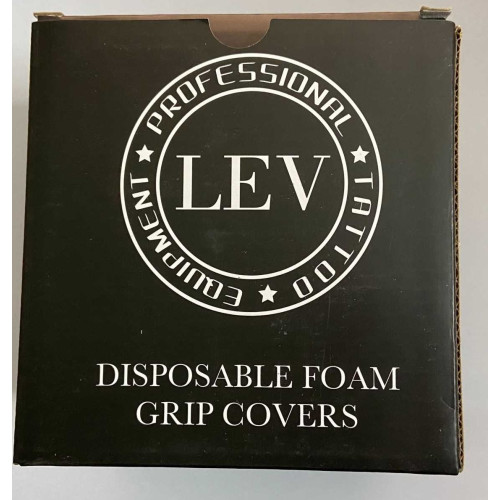 PROFESSIONAL
TATTOO
EQUIPMENT
LEV
DISPOSABLE FOAM
GRIP COVERS